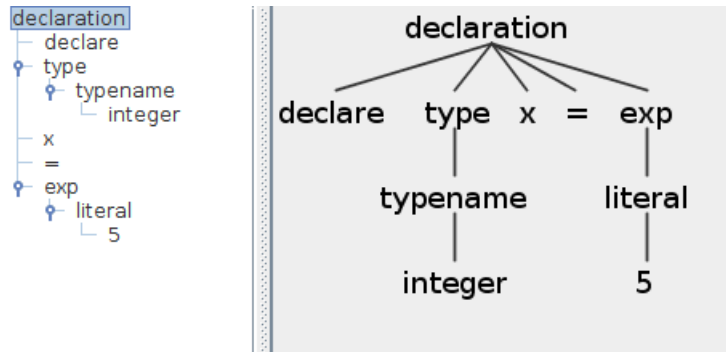 declaration
declare
type
typename
integer
x
=
exp
literal
5
declaration
declare type x = exp
typename literal
integer 5